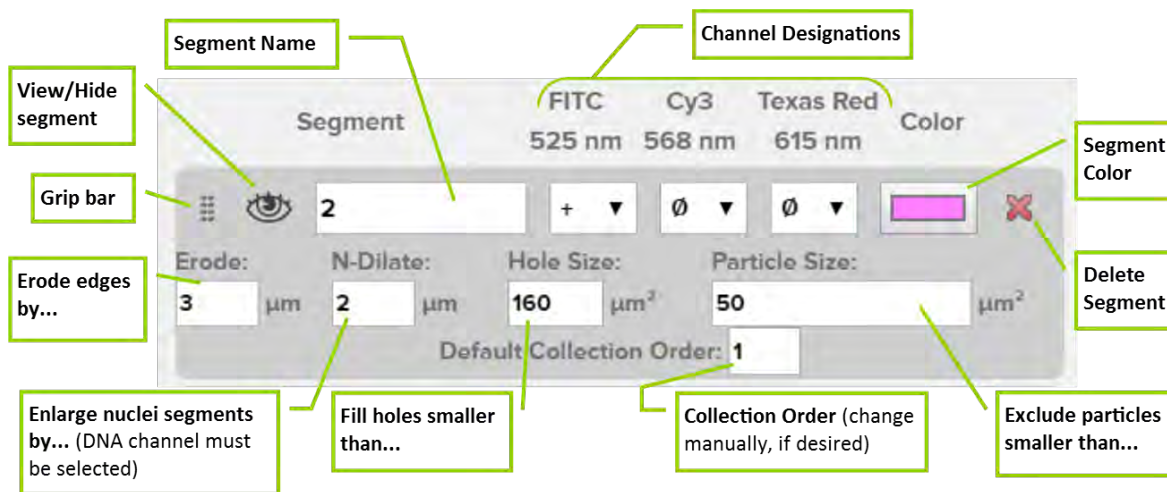 Segment Name
Channel Designations
View/Hide
segment
Segment
FITC Cy3 Texas Red
525 nm 568 nm 615 nm
Color
Segment
Color
Grip bar
2 + ▼ Ø ▼ Ø ▼
Erode: N-Dilate: Hole Size: Particle Size:
3 µm 2 µm 160 µm² 50 µm²
Erode edges
by...
Delete
Segment
Default Collection Order: 1
Enlarge nuclei segments
by... (DNA channel must
be selected)
Fill holes smaller
than...
Collection Order (change
manually, if desired)
Exclude particles
smaller than...